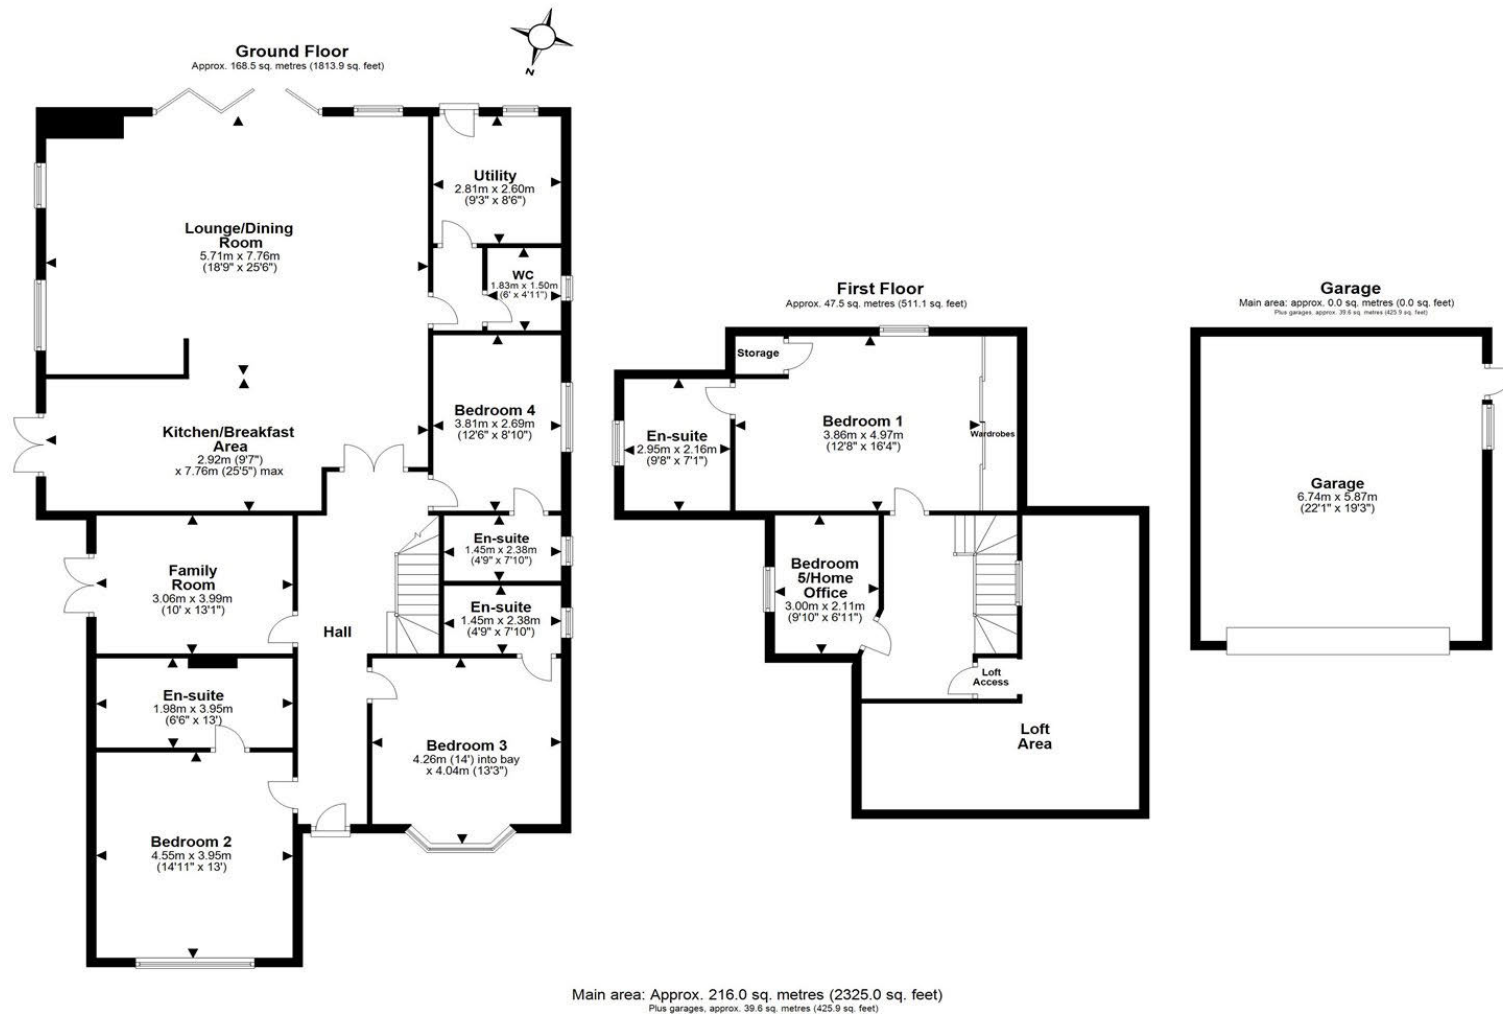 N
Ground Floor
Approx. 168.5 sq. metres (1813.9 sq. feet)
Utility
2.81m x 2.60m
(9'3" x 8'6")
Lounge/Dining
Room
5.71m x 7.76m
(18'9" x 25'6")
WC
1.83m x 1.50m
(6' x 4'11")
Bedroom 4
3.81m x 2.69m
(12'6" x 8'10")
Kitchen/Breakfast
Area
2.92m (9'7")
x 7.76m (25'5") max
En-suite
1.45m x 2.38m
(4'9" x 7'10")
Family
Room
3.06m x 3.99m
(10' x 13'1")
En-suite
1.45m x 2.38m
(4'9" x 7'10")
Hall
En-suite
1.98m x 3.95m
(6'6" x 13')
Bedroom 3
4.26m (14') into bay
x 4.04m (13'3")
Bedroom 2
4.55m x 3.95m
(14'11" x 13')
First Floor
Approx. 47.5 sq. metres (511.1 sq. feet)
Storage
Bedroom 1
3.86m x 4.97m
(12'8" x 16'4")
Wardrobes
En-suite
2.95m x 2.16m
(9'8" x 7'1")
Bedroom
5/Home
Office
3.00m x 2.11m
(9'10" x 6'11")
Loft
Access
Loft
Area
Garage
Main area: approx. 0.0 sq. metres (0.0 sq. feet)
Plus garages, approx. 39.6 sq. metres (425.9 sq. feet)
Garage
6.74m x 5.87m
(22'1" x 19'3")
Main area: Approx. 216.0 sq. metres (2325.0 sq. feet)
Plus garages, approx. 39.6 sq. metres (425.9 sq. feet)